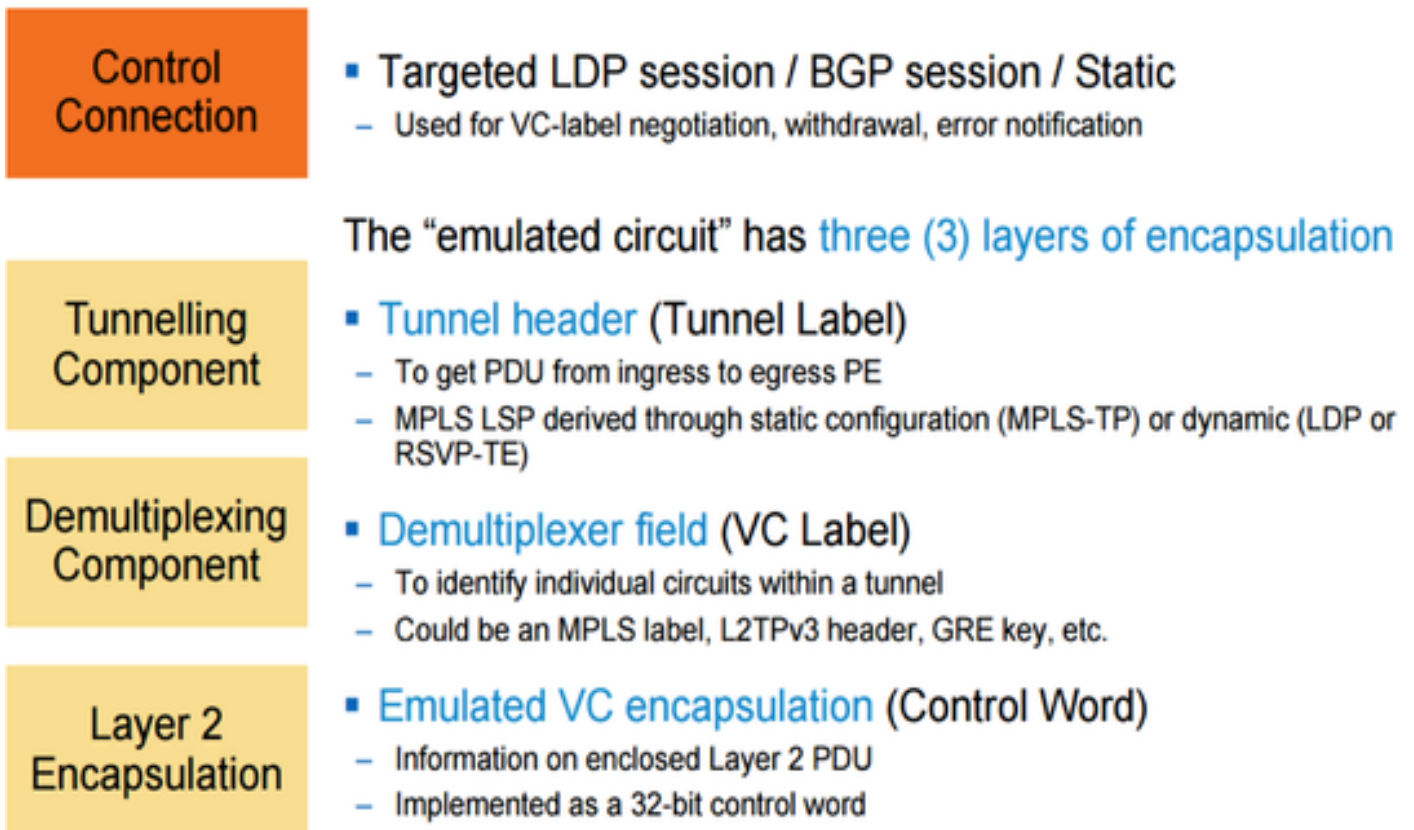 Control
Connection
▪ Targeted LDP session / BGP session / Static
– Used for VC-label negotiation, withdrawal, error notification
The “emulated circuit” has three (3) layers of encapsulation
Tunnelling
Component
▪ Tunnel header (Tunnel Label)
– To get PDU from ingress to egress PE
– MPLS LSP derived through static configuration (MPLS-TP) or dynamic (LDP or
RSVP-TE)
Demultiplexing
Component
▪ Demultiplexer field (VC Label)
– To identify individual circuits within a tunnel
– Could be an MPLS label, L2TPv3 header, GRE key, etc.
Layer 2
Encapsulation
▪ Emulated VC encapsulation (Control Word)
– Information on enclosed Layer 2 PDU
– Implemented as a 32-bit control word